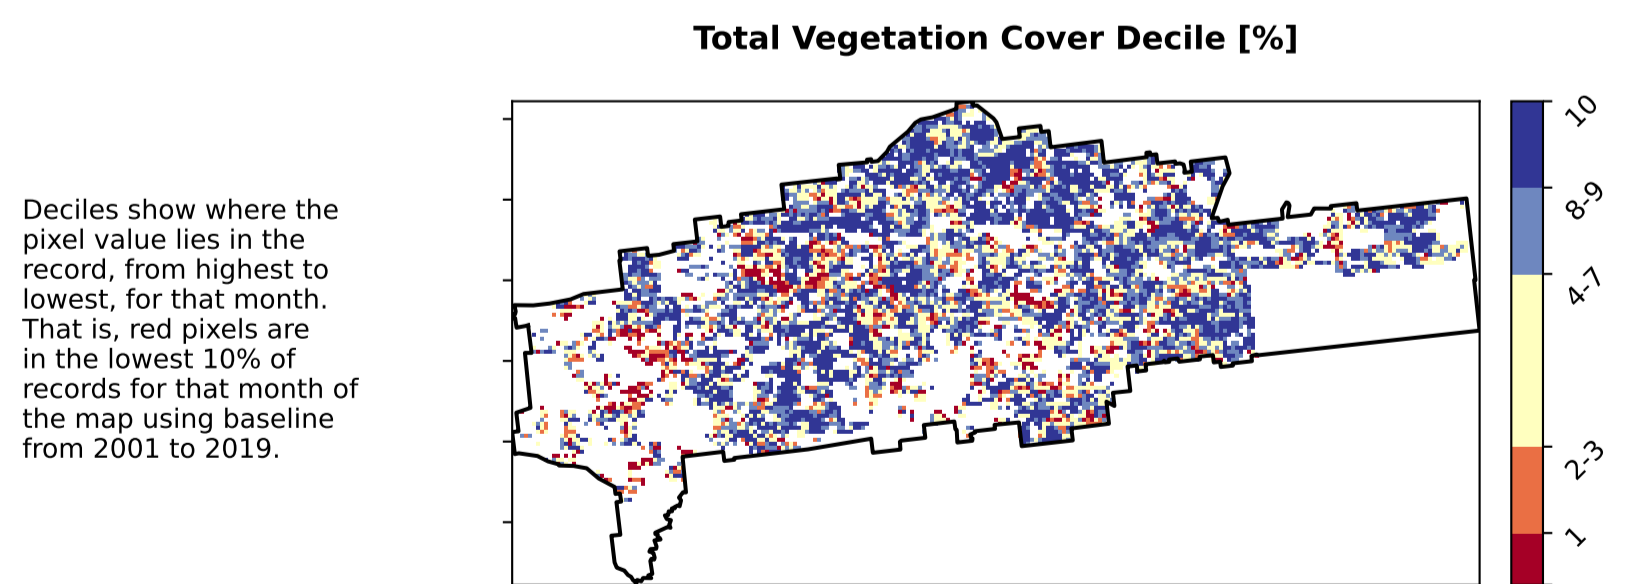 Total Vegetation Cover Decile [%]
Deciles show where the
pixel value lies in the
record, from highest to
lowest, for that month.
That is, red pixels are
in the lowest 10% of
records for that month of
the map using baseline
from 2001 to 2019.
10
8-9
4-7
2-3
1